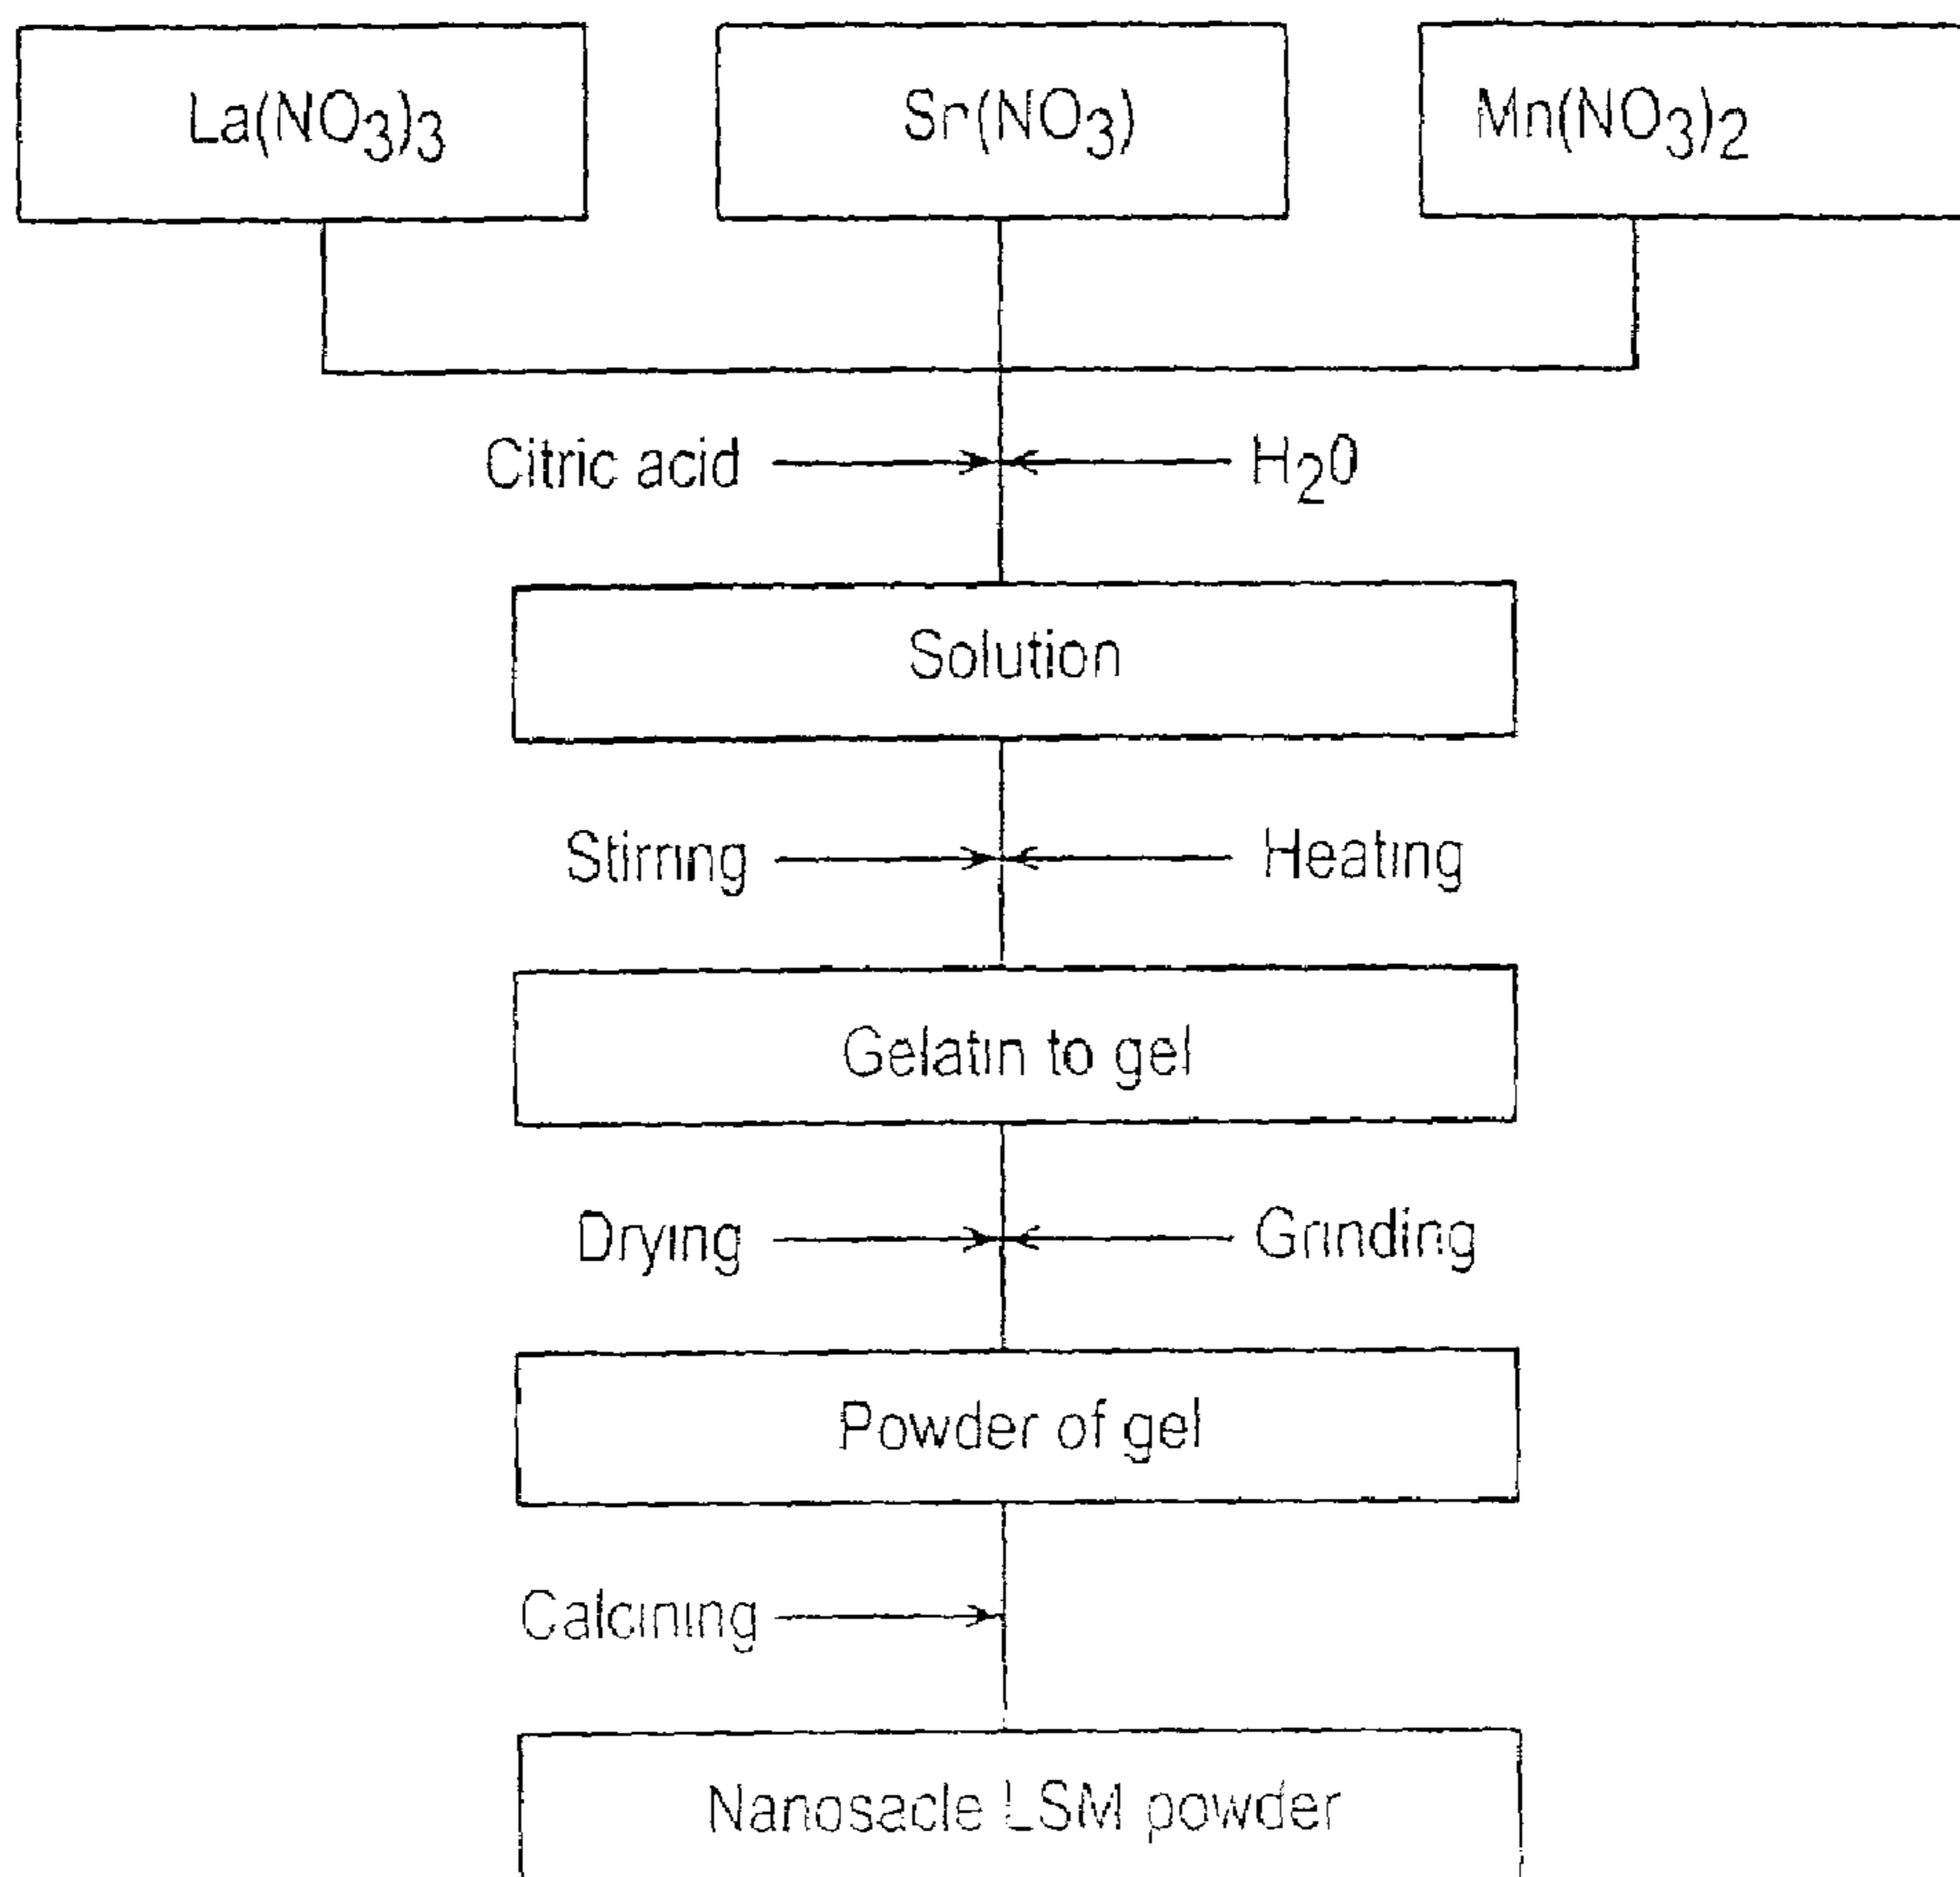 La(NO3)3
Sr(NO3)
Mn(NO3)2
Citric acid
H20
Solution
Stirring
Heating
Gelatin to gel
Drying
Grinding
Powder of gel
Calcining
Nanosacle LSM powder